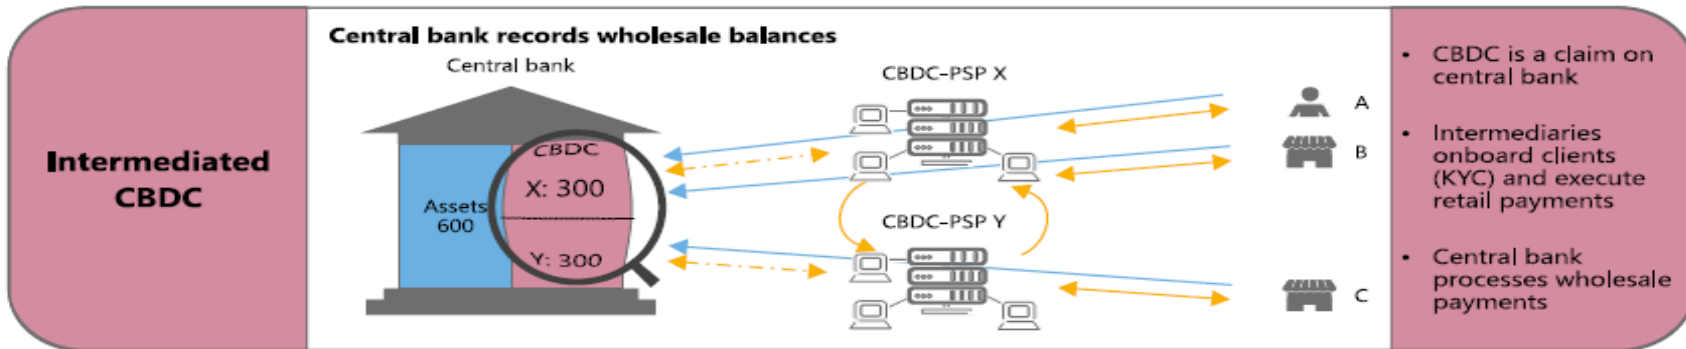 Intermediated
CBDC
Central bank records wholesale balances
Central bank
Assets
600
CBDC
X: 300
Y: 300
CBDC-PSP X
CBDC-PSP Y
A
B
C
• CBDC is a claim on
central bank
• Intermediaries
onboard clients
(KYC) and execute
retail payments
• Central bank
processes wholesale
payments